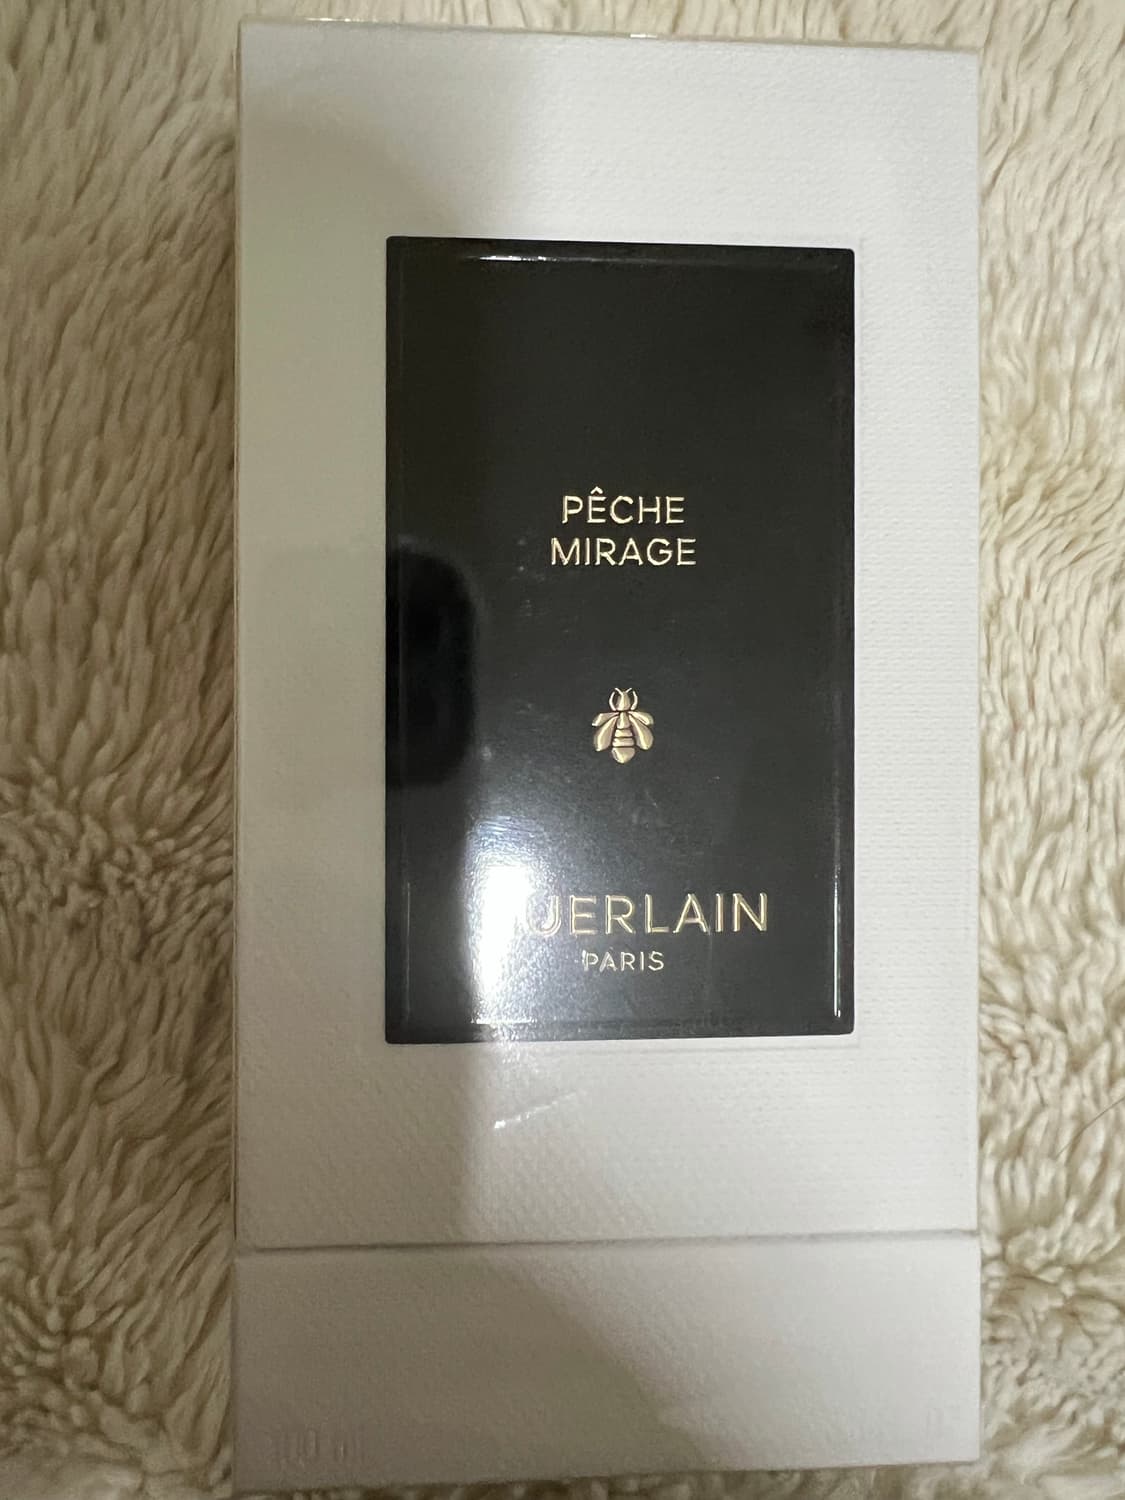 PÊCHE
MIRAGE
GUERLAIN
PARIS
100 ml